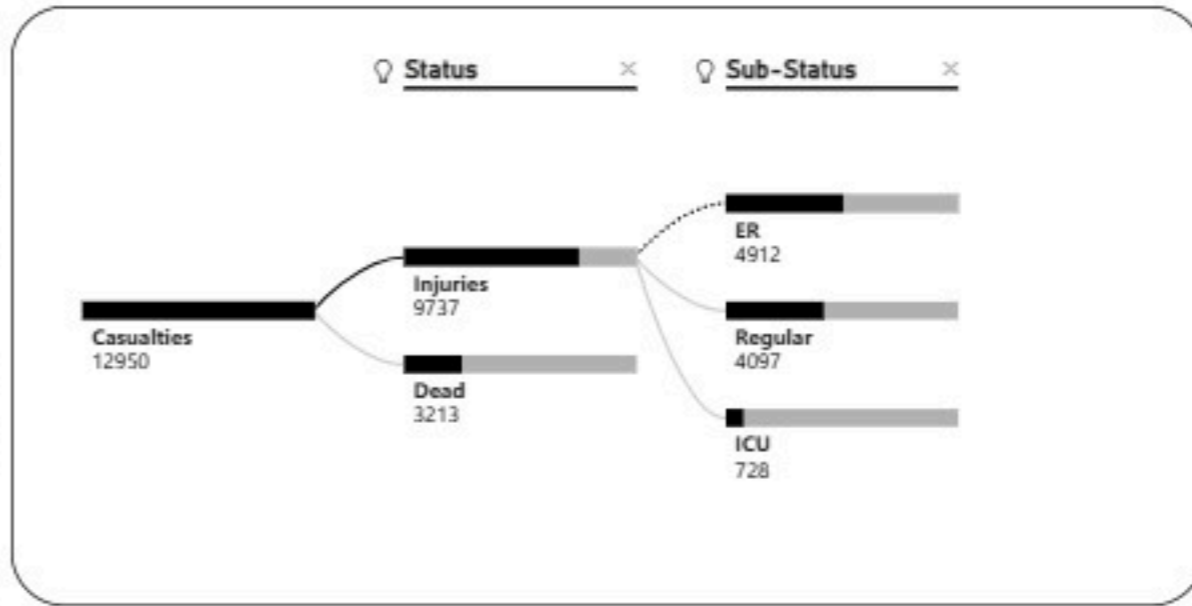 Status
Sub-Status
Casualties
12950
Injuries
9737
Dead
3213
ER
4912
Regular
4097
ICU
728